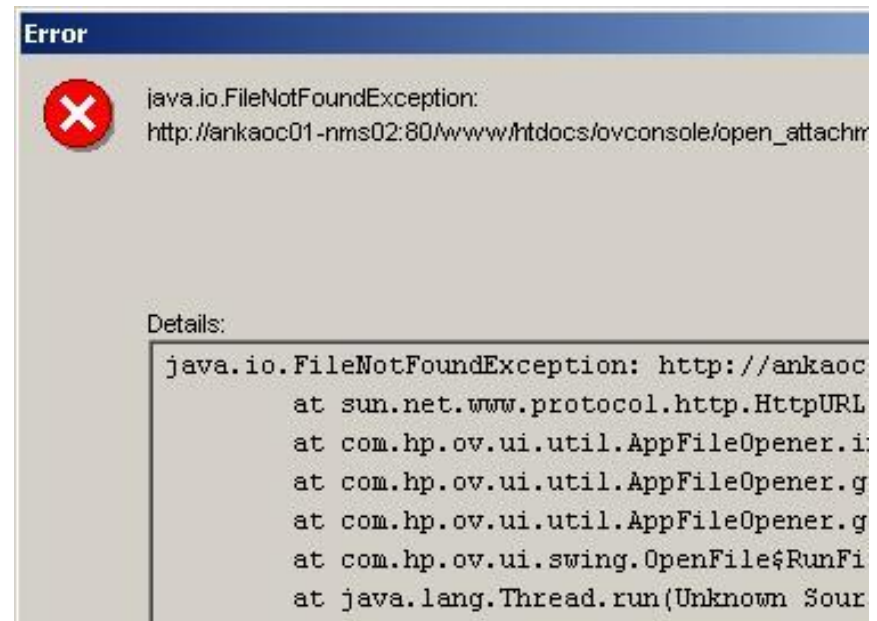 Error
java.io.FileNotFoundException:
http://ankaoc01-nms02:80/www/htdocs/ovconsole/open_attachm
Details:
java.io.FileNotFoundException: http://ankaoc
at sun.net.www.protocol.http.HttpURL
at com.hp.ov.ui.util.AppFileOpener.i
at com.hp.ov.ui.util.AppFileOpener.g
at com.hp.ov.ui.util.AppFileOpener.g
at com.hp.ov.ui.swing.OpenFile$RunFi
at java.lang.Thread.run(Unknown Sour